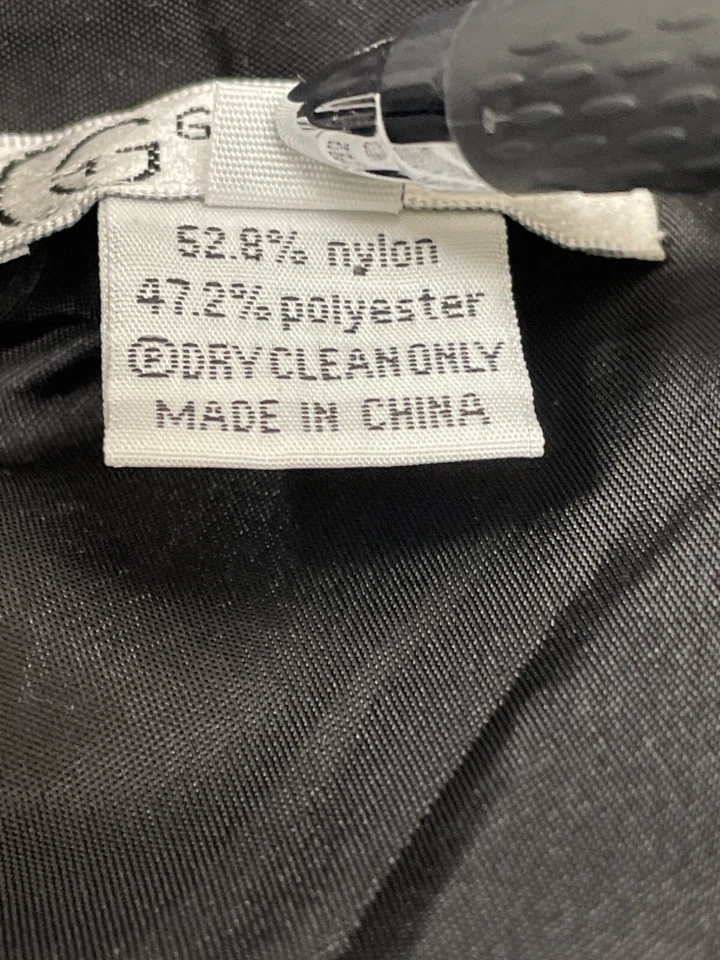 G G
52.8% nylon
47.2% polyester
ⓅDRY CLEAN ONLY
MADE IN CHINA